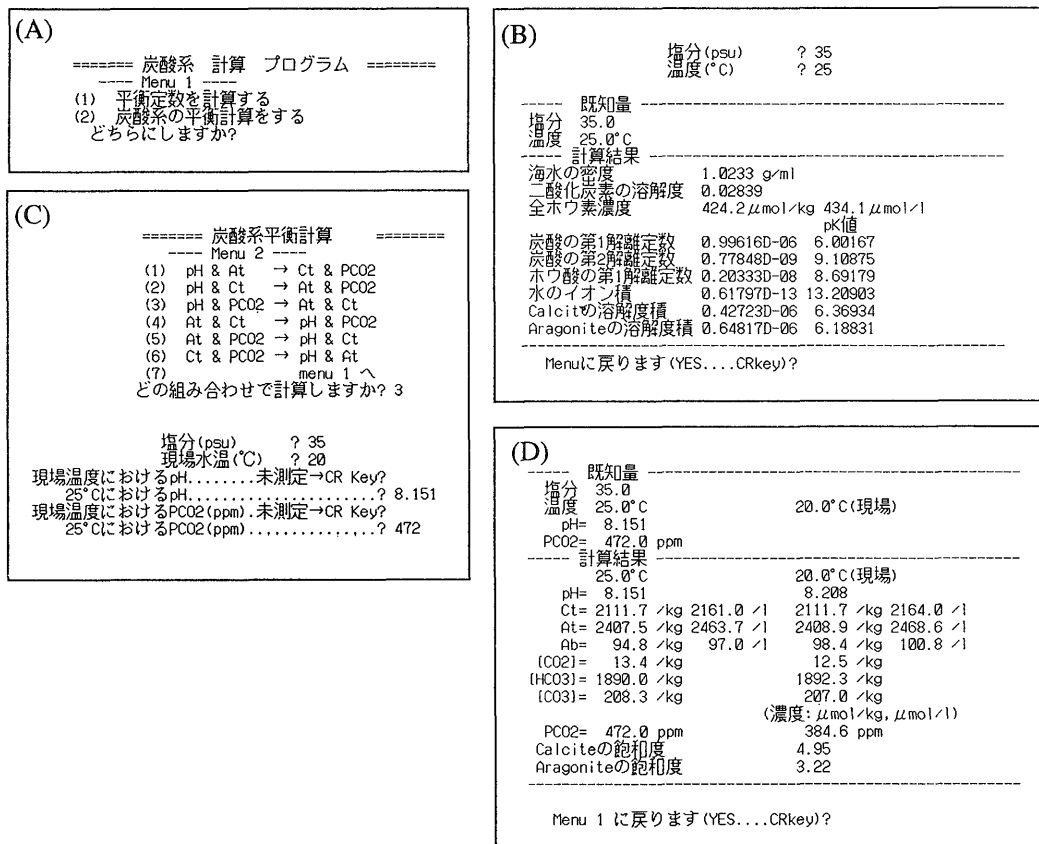 (A)
======= 炭酸系 計算 プログラム ========
---- Menu 1 ----
(1) 平衡定数を計算する
(2) 炭酸系の平衡計算をする
どちらにしますか?
(B)
塩分(psu) ? 35
温度(°C) ? 25
----- 既知量 -----
塩分 35.0
温度 25.0°C
----- 計算結果 -----
海水の密度 1.0233 g/ml
二酸化炭素の溶解度 0.02839
全ホウ素濃度 424.2μmol/kg 434.1μmol/l
pK値
炭酸の第1解離定数 0.99616D-06 6.00167
炭酸の第2解離定数 0.77848D-09 9.10875
ホウ酸の第1解離定数 0.20333D-08 8.69179
水のイオン積 0.61797D-13 13.20903
Calciteの溶解度積 0.42723D-06 6.36934
Aragoniteの溶解度積 0.64817D-06 6.18831
Menuに戻ります(YES....CRkey)?
(C)
======= 炭酸系平衡計算 ========
---- Menu 2 ----
(1) pH & At → Ct & PCO2
(2) pH & Ct → At & PCO2
(3) pH & PCO2 → At & Ct
(4) At & Ct → pH & PCO2
(5) At & PCO2 → pH & Ct
(6) Ct & PCO2 → pH & At
(7) menu 1 へ
どの組み合わせで計算しますか? 3
塩分(psu) ? 35
現場水温(℃) ? 20
現場温度におけるpH........未測定→CR Key?
25°CにおけるpH.......................? 8.151
現場温度におけるPCO2(ppm).未測定→CR Key?
25°CにおけるPCO2(ppm)..............? 472
(D)
----- 既知量 -----
塩分 35.0
温度 25.0°C 20.0°C(現場)
pH= 8.151
PCO2= 472.0 ppm
----- 計算結果 -----
25.0°C 20.0°C(現場)
pH= 8.151 8.208
Ct= 2111.7 /kg 2161.0 /l 2111.7 /kg 2164.0 /l
At= 2407.5 /kg 2463.7 /l 2408.9 /kg 2468.6 /l
Ab= 94.8 /kg 97.0 /l 98.4 /kg 100.8 /l
[CO2]= 13.4 /kg 12.5 /kg
[HCO3]= 1890.0 /kg 1892.3 /kg
[CO3]= 208.3 /kg 207.0 /kg
(濃度:μmol/kg,μmol/l)
PCO2= 472.0 ppm 384.6 ppm
Calciteの飽和度 4.95
Aragoniteの飽和度 3.22
Menu 1 に戻ります(YES....CRkey)?